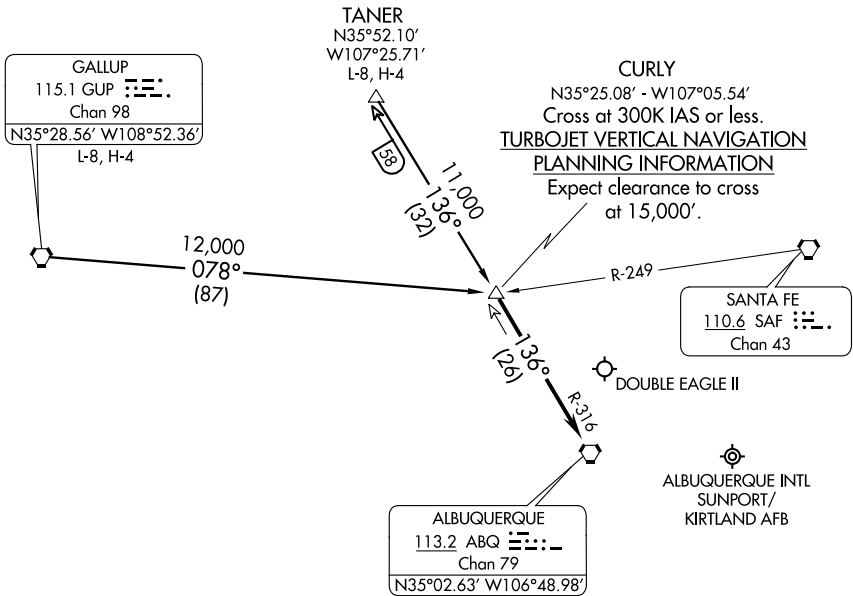 TANER
N35°52.10′
W107°25.71′
L-8, H-4
GALLUP
115.1 GUP
Chan 98
N35°28.56′ W108°52.36′
L-8, H-4
CURLY
N35°25.08′ - W107°05.54′
Cross at 300K IAS or less.
TURBOJET VERTICAL NAVIGATION
PLANNING INFORMATION
Expect clearance to cross
at 15,000′.
58
11,000
136°
(32)
12,000
078°
(87)
R-249
SANTA FE
110.6 SAF
Chan 43
136°
(26)
R-316
DOUBLE EAGLE II
ALBUQUERQUE INTL
SUNPORT/
KIRTLAND AFB
ALBUQUERQUE
113.2 ABQ
Chan 79
N35°02.63′ W106°48.98′